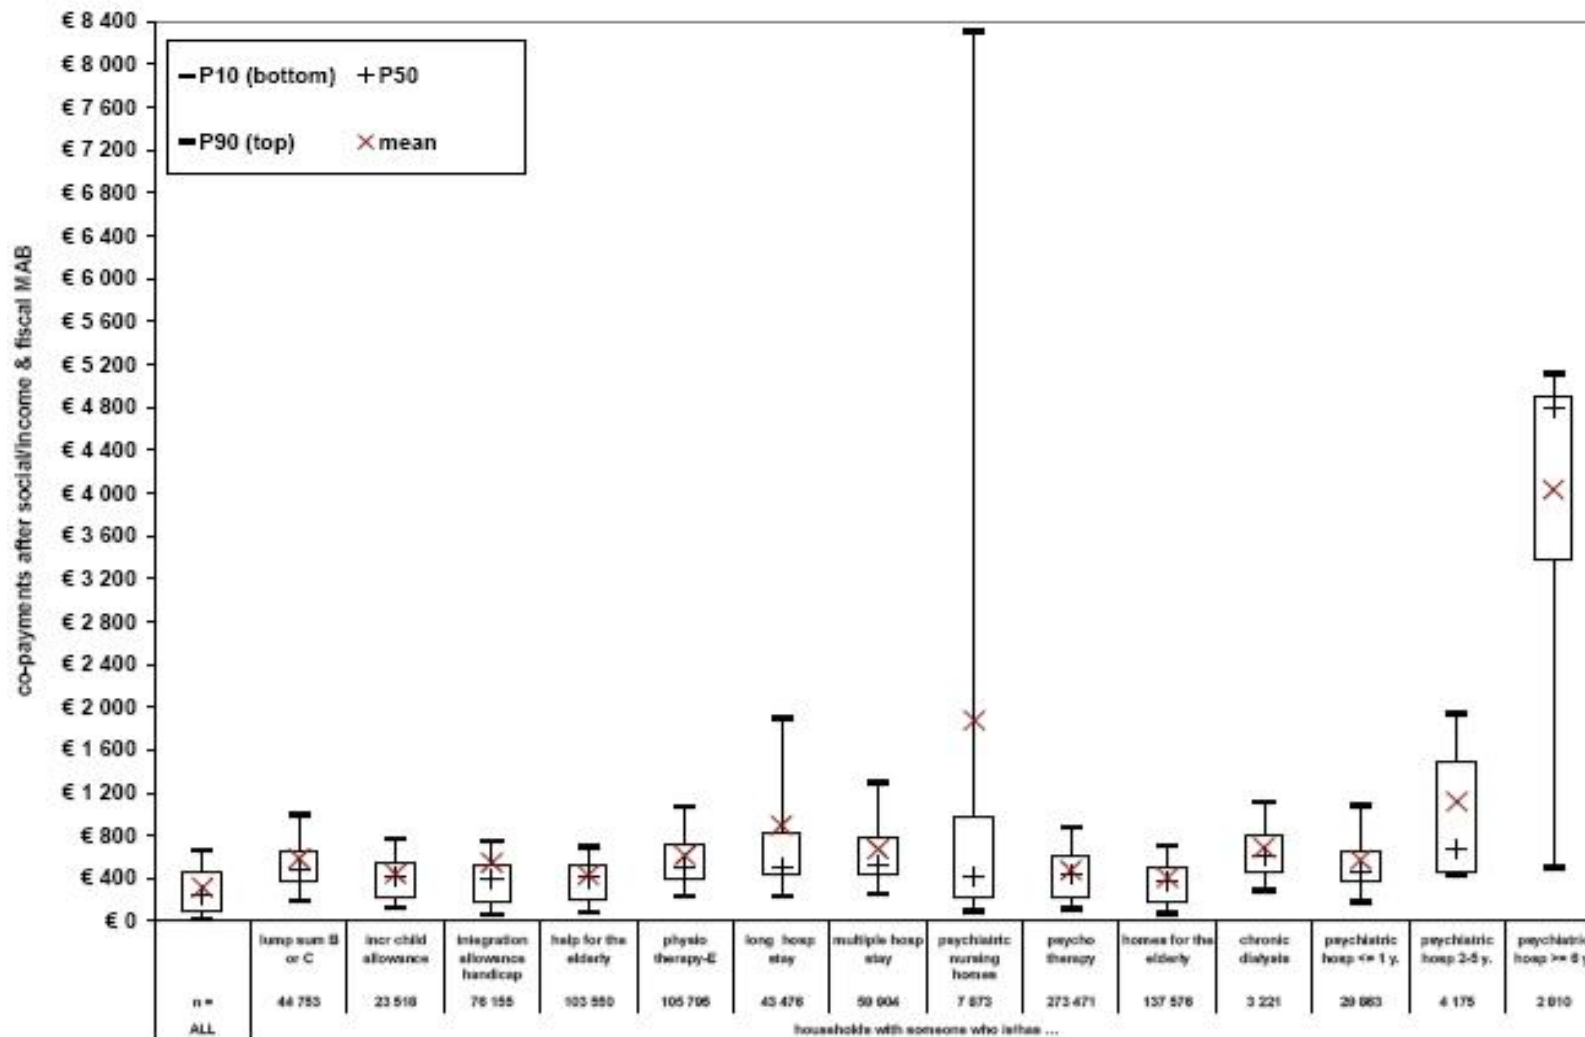 € 8 400
€ 8 000
€ 7 600
€ 7 200
€ 6 800
€ 6 400
€ 6 000
€ 5 600
€ 5 200
€ 4 800
€ 4 400
€ 4 000
€ 3 600
€ 3 200
€ 2 800
€ 2 400
€ 2 000
€ 1 600
€ 1 200
€ 800
€ 400
€ 0
co-payments after social/income & fiscal MAB
P10 (bottom) P50
P90 (top) mean
lump sum B or C
incr child allowance
integration allowance handicap
help for the elderly
physio therapy-E
long hosp stay
multiple hosp stay
psychiatric nursing homes
psycho therapy
homes for the elderly
chronic dialysis
psychiatric hosp <= 1 y.
psychiatric hosp 2-5 y.
psychiatric hosp >= 6 y
n = 44 753 23 518 76 155 103 550 43 476 7 873 273 471 137 576 3 221 4 175
ALL households with someone who is/has ...